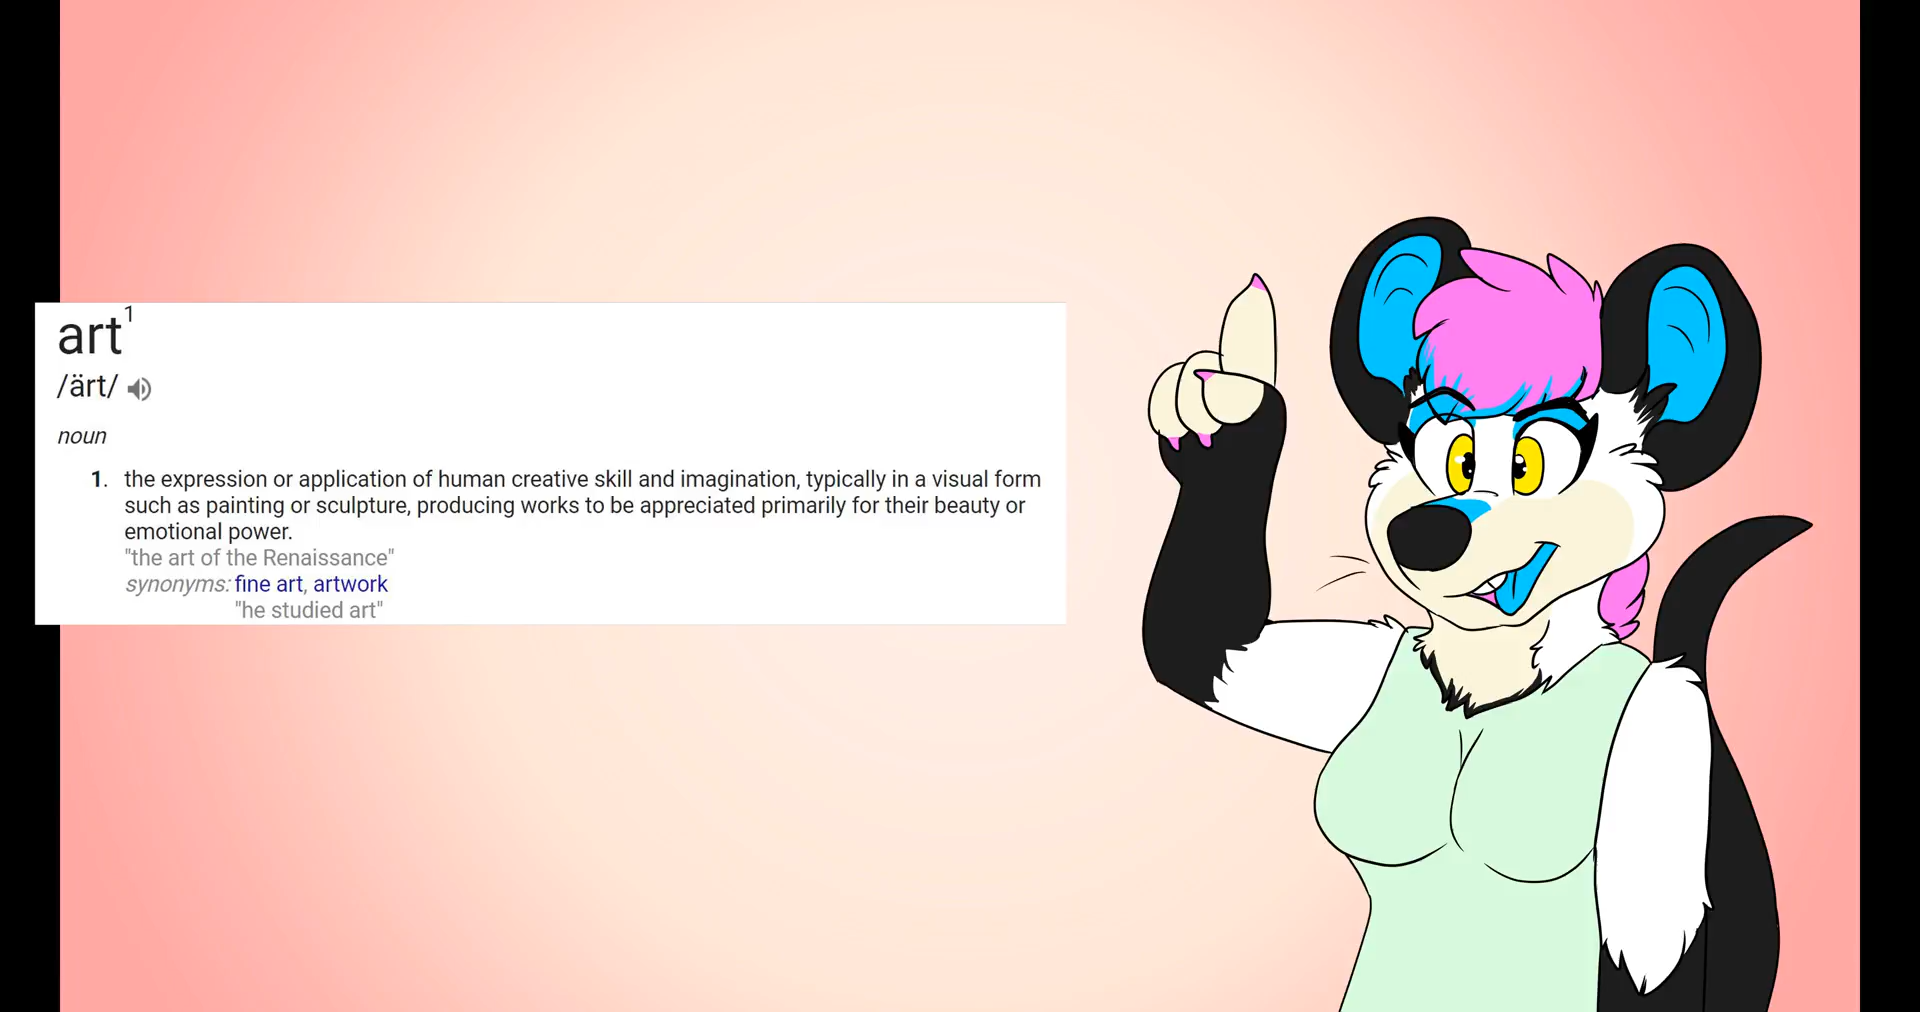 art1
/ärt/
noun
1. the expression or application of human creative skill and imagination, typically in a visual form
such as painting or sculpture, producing works to be appreciated primarily for their beauty or
emotional power.
"the art of the Renaissance"
synonyms: fine art, artwork
"he studied art"